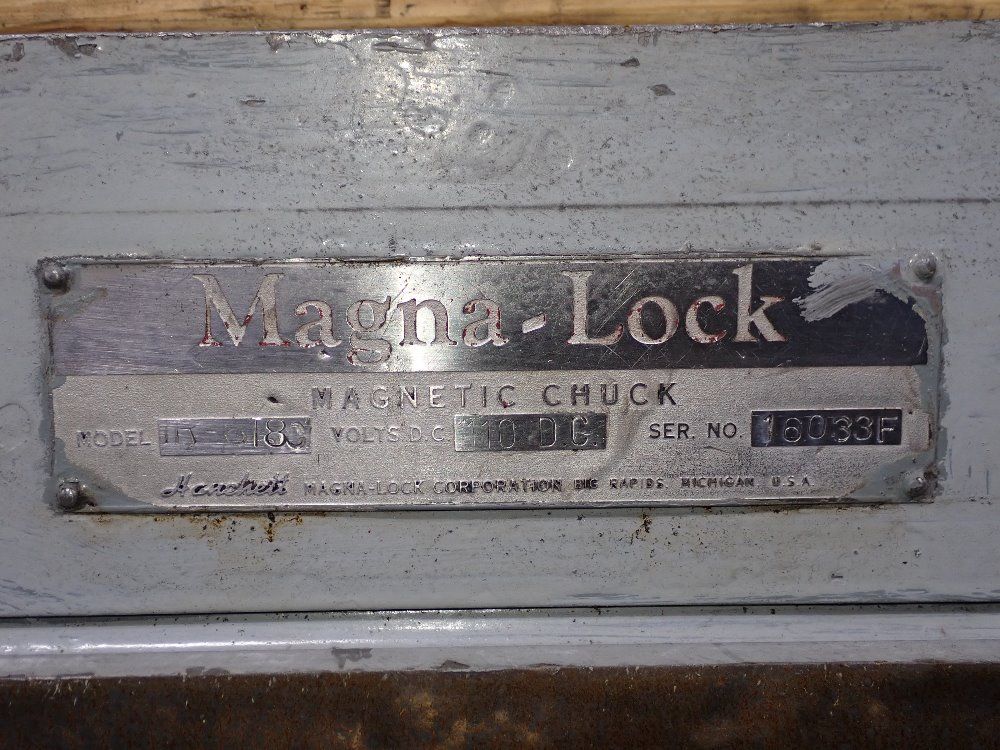 Magna-Lock
MAGNETIC CHUCK
MODEL VOLTS. D.C 110 D.C. SER. NO. 16033F
Hanchett MAGNA-LOCK CORPORATION BIG RAPIDS MICHIGAN U.S.A.